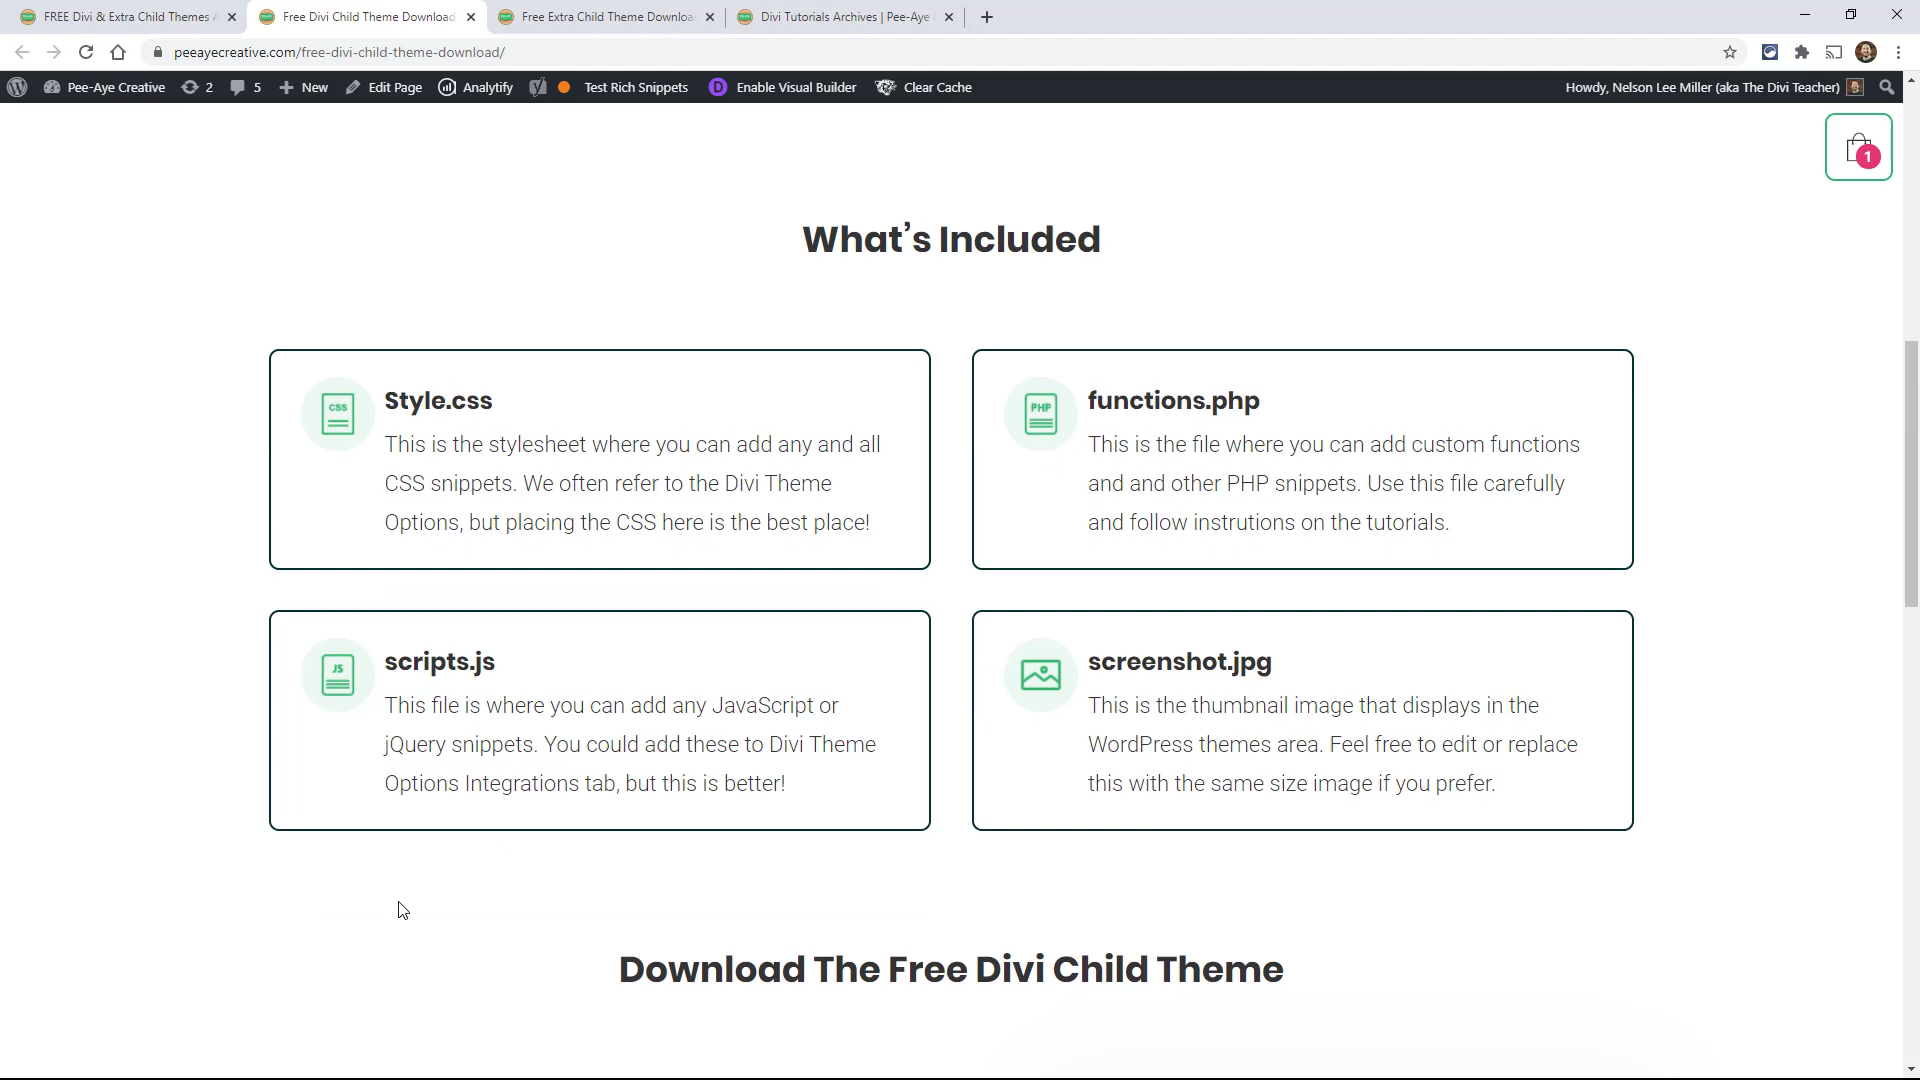 FREE Divi & Extra Child Themes
Free Divi Child Theme Download
Free Extra Child Theme Downloa
Divi Tutorials Archives | Pee-Aye
peeayecreative.com/free-divi-child-theme-download/
Pee-Aye Creative
2
5
New
Edit Page
Analytify
Test Rich Snippets
D
Enable Visual Builder
Clear Cache
Howdy, Nelson Lee Miller (aka The Divi Teacher)
1
What’s Included
CSS
Style.css
This is the stylesheet where you can add any and all
CSS snippets. We often refer to the Divi Theme
Options, but placing the CSS here is the best place!
PHP
functions.php
This is the file where you can add custom functions
and and other PHP snippets. Use this file carefully
and follow instrutions on the tutorials.
JS
scripts.js
This file is where you can add any JavaScript or
jQuery snippets. You could add these to Divi Theme
Options Integrations tab, but this is better!
screenshot.jpg
This is the thumbnail image that displays in the
WordPress themes area. Feel free to edit or replace
this with the same size image if you prefer.
Download The Free Divi Child Theme